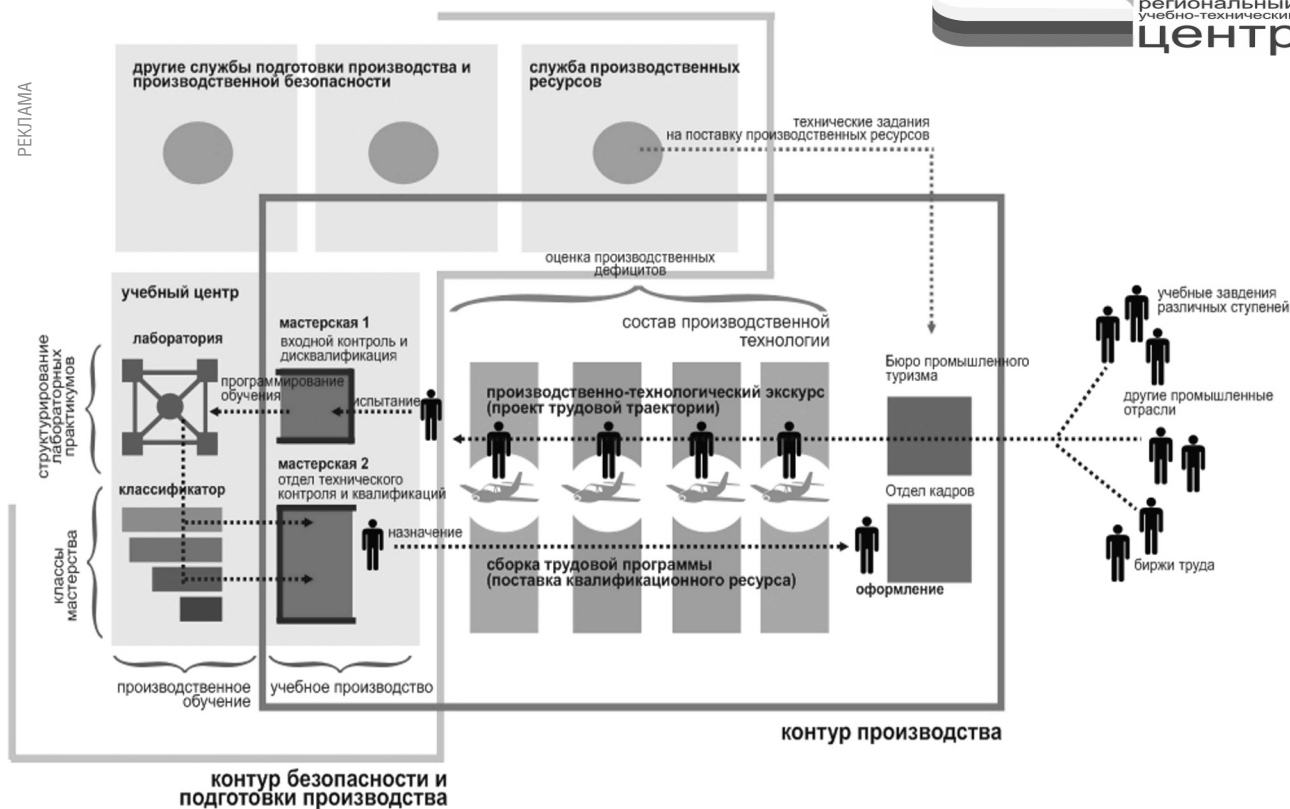 региональный
учебно-технический
центр
РЕКЛАМА
другие службы подготовки производства и
производственной безопасности
служба производственных
ресурсов
технические задания
на поставку производственных ресурсов
оценка производственных
дефицитов
учебный центр
лаборатория
мастерская 1
входной контроль и
дисквалификация
состав производственной
технологии
учебные завдения
различных ступеней
Бюро промышленного
туризма
структурирование
лабораторных
практикумов
программирование
обучения
испытание
производственно-технологический экскурс
(проект трудовой траектории)
другие промышленные
отрасли
мастерская 2
отдел технического
контроля и квалификаций
классификатор
Отдел кадров
классы
мастерства
назначение
сборка трудовой программы
(поставка квалификационного ресурса)
оформление
биржи труда
производственное
обучение
учебное производство
контур производства
контур безопасности и
подготовки производства